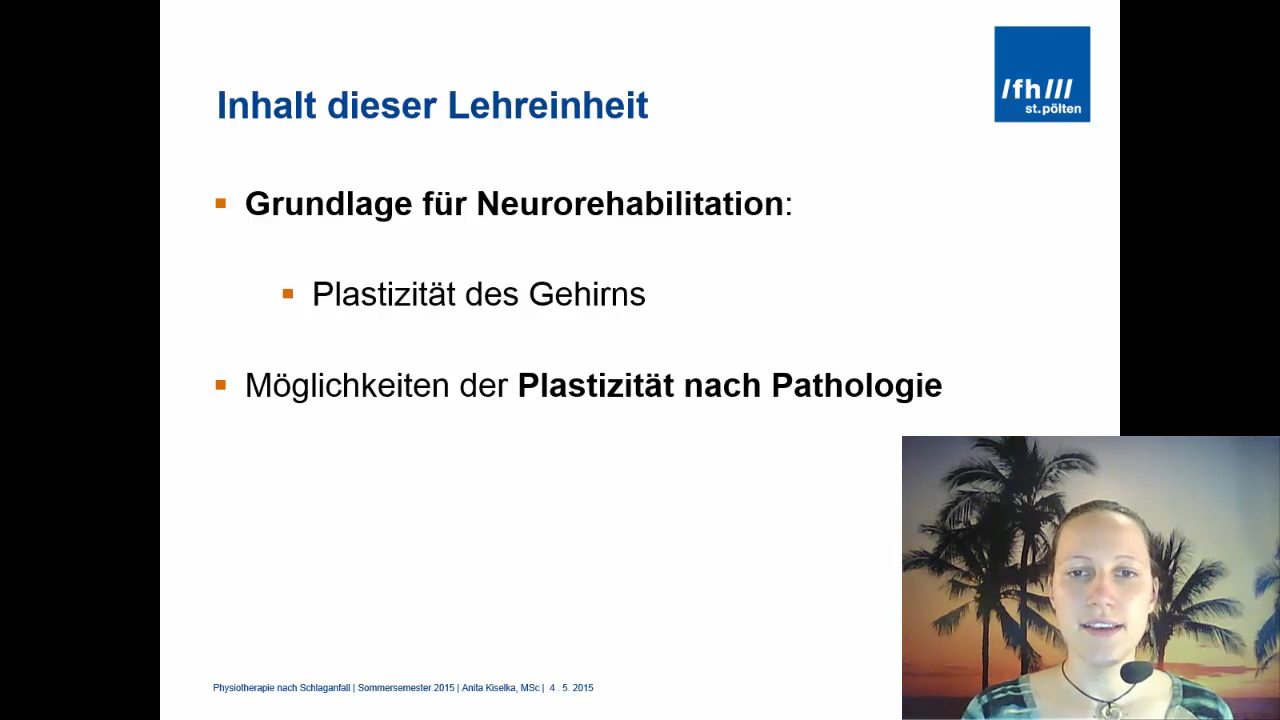 Inhalt dieser Lehreinheit
/fh///
st.pölten
Grundlage für Neurorehabilitation:
Plastizität des Gehirns
Möglichkeiten der Plastizität nach Pathologie
Physiotherapie nach Schlaganfall | Sommersemester 2015 | Anita Kiselka, MSc | 4 . 5. 2015